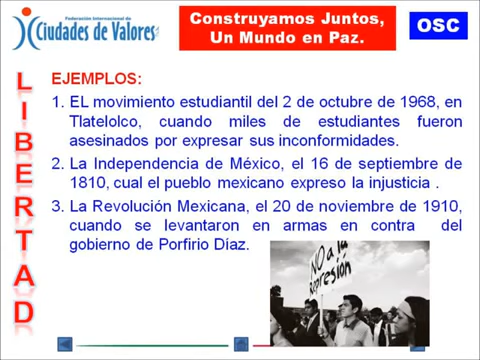 Federación Internacional de
Ciudades de Valores
Construyamos Juntos,
Un Mundo en Paz.
OSC
LIBERTAD
EJEMPLOS:
1. EL movimiento estudiantil del 2 de octubre de 1968, en
Tlatelolco, cuando miles de estudiantes fueron
asesinados por expresar sus inconformidades.
2. La Independencia de México, el 16 de septiembre de
1810, cual el pueblo mexicano expreso la injusticia .
3. La Revolución Mexicana, el 20 de noviembre de 1910,
cuando se levantaron en armas en contra del
gobierno de Porfirio Díaz.
NO a la
Represión